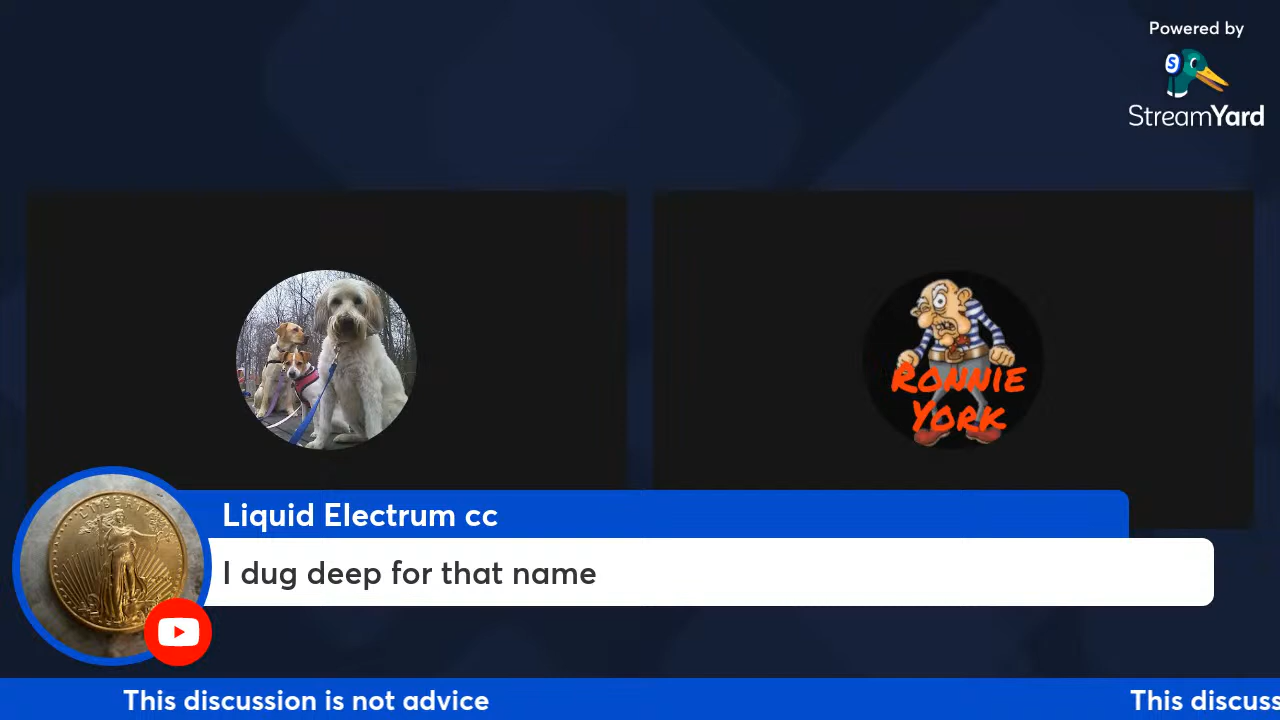 Powered by
StreamYard
RONNIE
YORK
LIBERTY
Liquid Electrum cc
I dug deep for that name
This discussion is not advice
This discuss